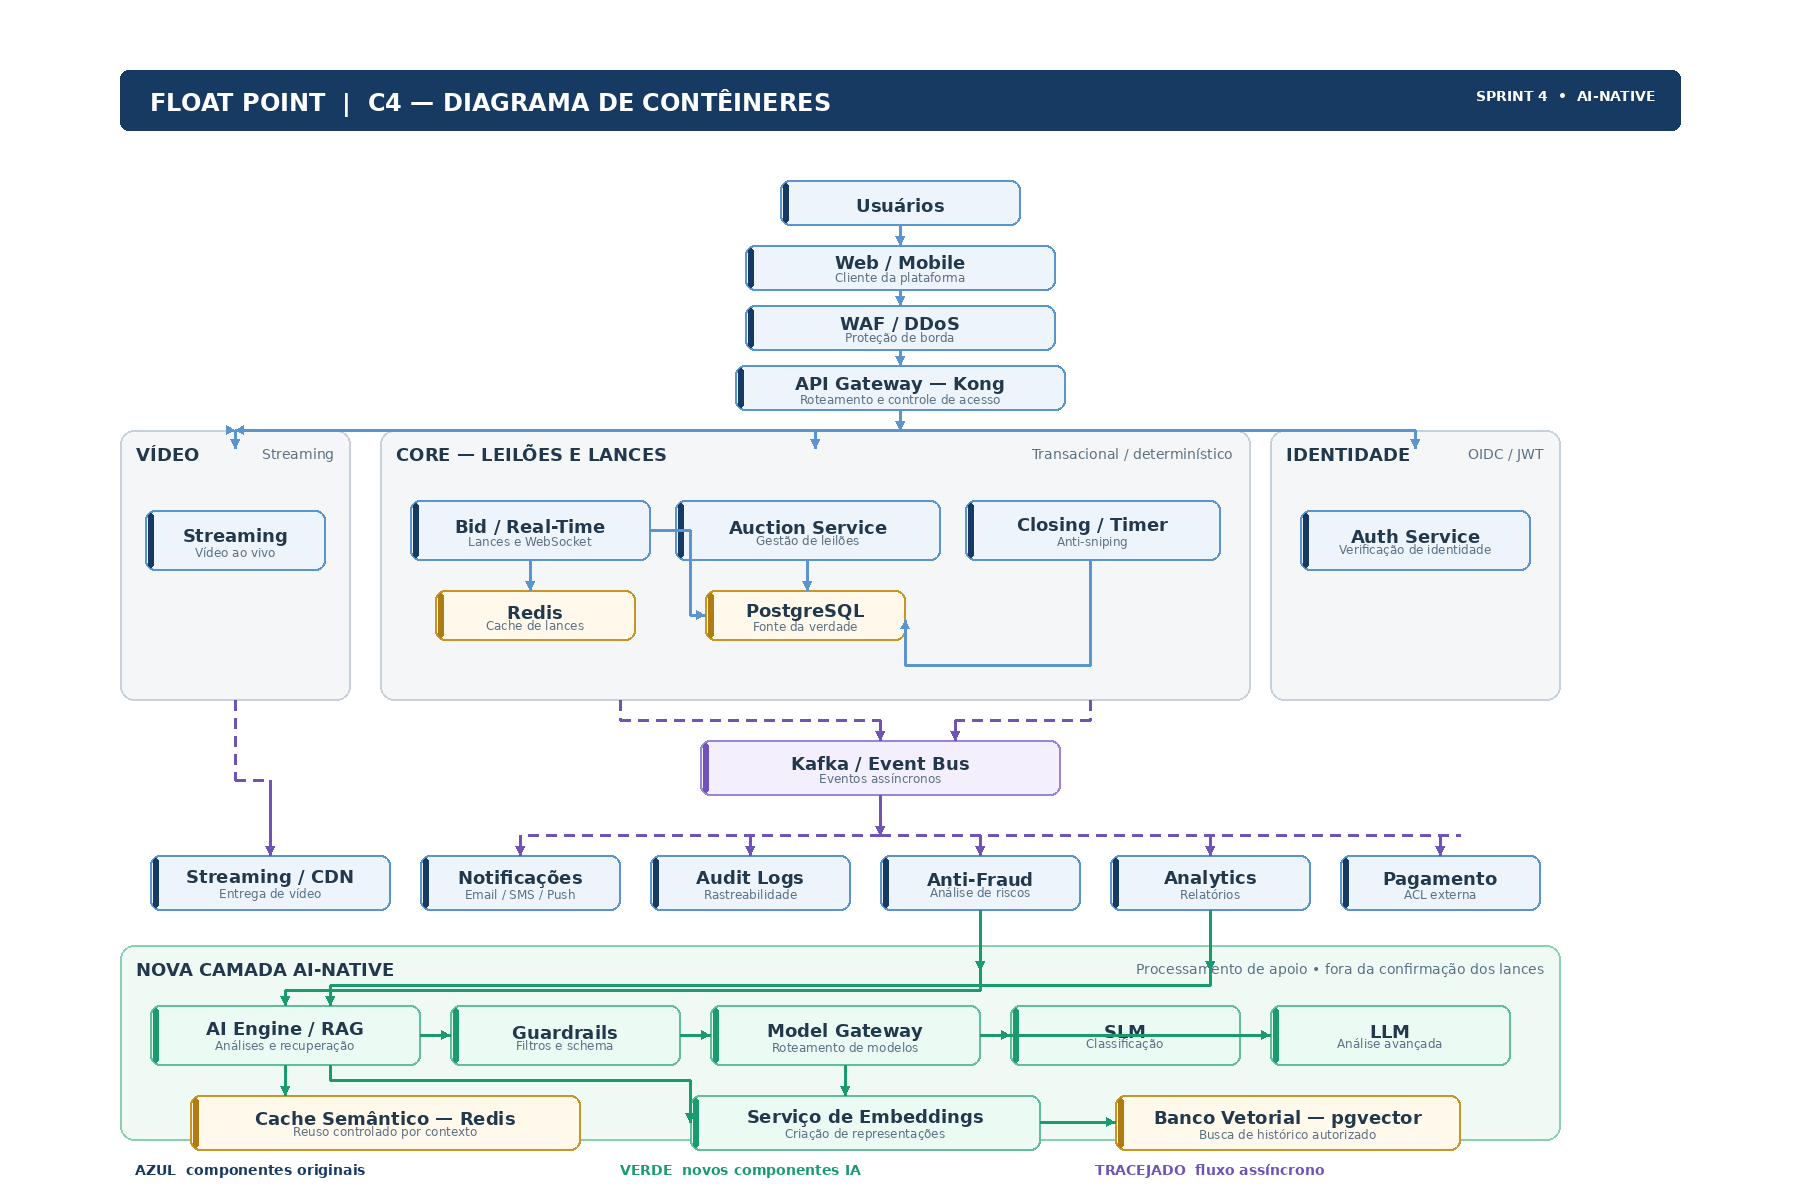 FLOAT POINT | C4 — DIAGRAMA DE CONTÊINERES
SPRINT 4 • AI-NATIVE
Usuários
Web / Mobile
Cliente da plataforma
WAF / DDoS
Proteção de borda
API Gateway — Kong
Roteamento e controle de acesso
VÍDEO
Streaming
CORE — LEILÕES E LANCES
Transacional / determinístico
IDENTIDADE
OIDC / JWT
Streaming
Vídeo ao vivo
Bid / Real-Time
Lances e WebSocket
Auction Service
Gestão de leilões
Closing / Timer
Anti-sniping
Auth Service
Verificação de identidade
Redis
Cache de lances
PostgreSQL
Fonte da verdade
Kafka / Event Bus
Eventos assíncronos
Streaming / CDN
Entrega de vídeo
Notificações
Email / SMS / Push
Audit Logs
Rastreabilidade
Anti-Fraud
Análise de riscos
Analytics
Relatórios
Pagamento
ACL externa
NOVA CAMADA AI-NATIVE
Processamento de apoio • fora da confirmação dos lances
AI Engine / RAG
Análises e recuperação
Guardrails
Filtros e schema
Model Gateway
Roteamento de modelos
SLM
Classificação
LLM
Análise avançada
Cache Semântico — Redis
Reuso controlado por contexto
Serviço de Embeddings
Criação de representações
Banco Vetorial — pgvector
Busca de histórico autorizado
AZUL componentes originais
VERDE novos componentes IA
TRACEJADO fluxo assíncrono